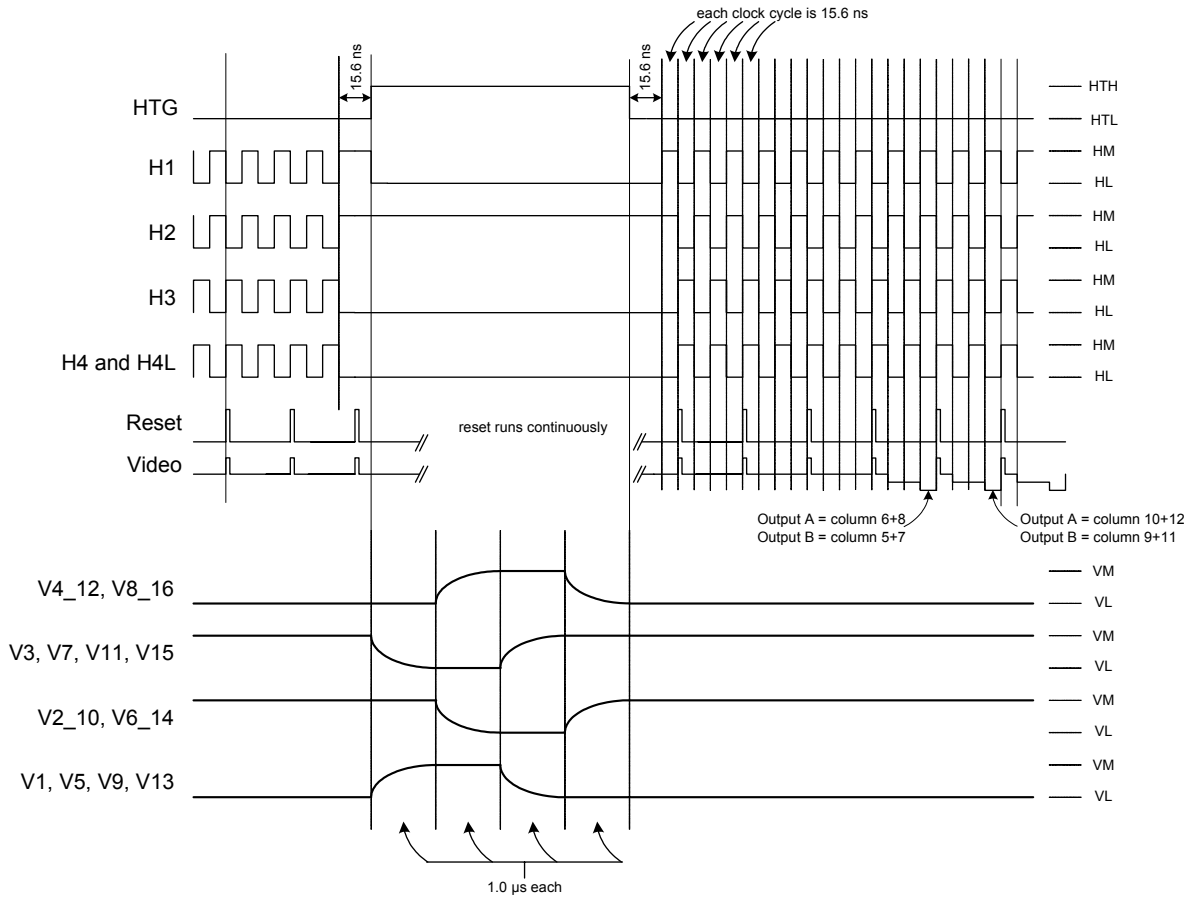 each clock cycle is 15.6 ns
15.6 ns
15.6 ns
HTG
HTH
HTL
H1
HM
HL
H2
HM
HL
H3
HM
HL
H4 and H4L
HM
HL
Reset
reset runs continuously
Video
Output A = column 6+8
Output B = column 5+7
Output A = column 10+12
Output B = column 9+11
V4_12, V8_16
VM
VL
V3, V7, V11, V15
VM
VL
V2_10, V6_14
VM
VL
V1, V5, V9, V13
VM
VL
1.0 µs each